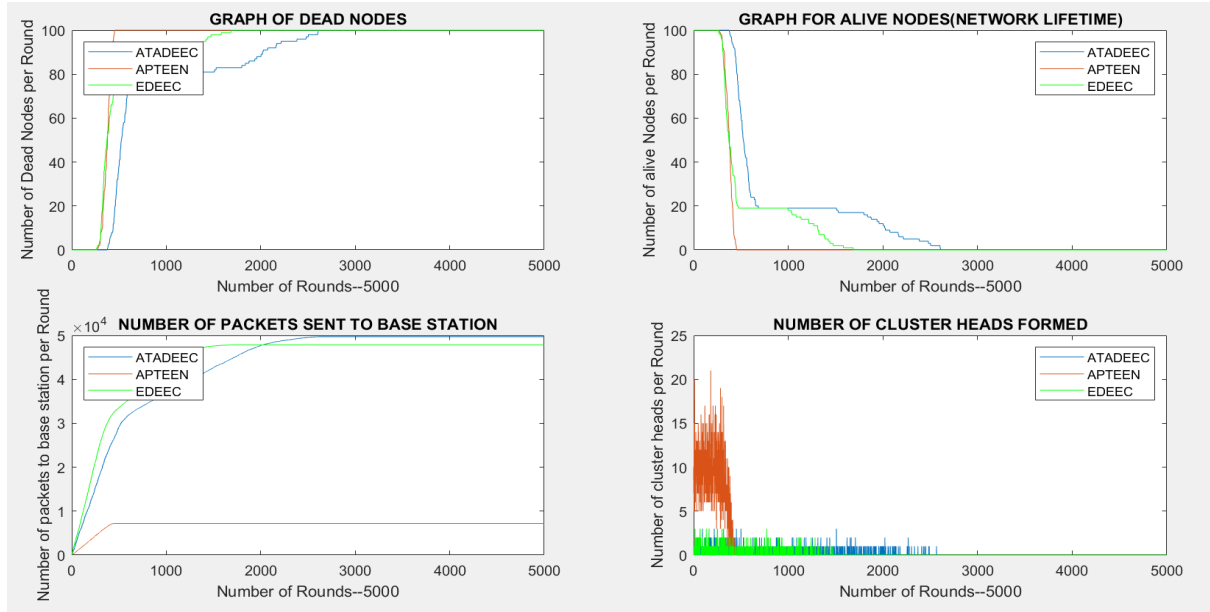 GRAPH OF DEAD NODES
Number of Dead Nodes per Round
100
80
60
40
20
0
ATADEEC
APTEEN
EDEEC
0 1000 2000 3000 4000 5000
Number of Rounds--5000
GRAPH FOR ALIVE NODES(NETWORK LIFETIME)
Number of alive Nodes per Round
100
80
60
40
20
0
ATADEEC
APTEEN
EDEEC
0 1000 2000 3000 4000 5000
Number of Rounds--5000
NUMBER OF PACKETS SENT TO BASE STATION
Number of packets to base station per Round
×10^4
5
4
3
2
1
0
ATADEEC
APTEEN
EDEEC
0 1000 2000 3000 4000 5000
Number of Rounds--5000
NUMBER OF CLUSTER HEADS FORMED
Number of cluster heads per Round
25
20
15
10
5
0
ATADEEC
APTEEN
EDEEC
0 1000 2000 3000 4000 5000
Number of Rounds--5000